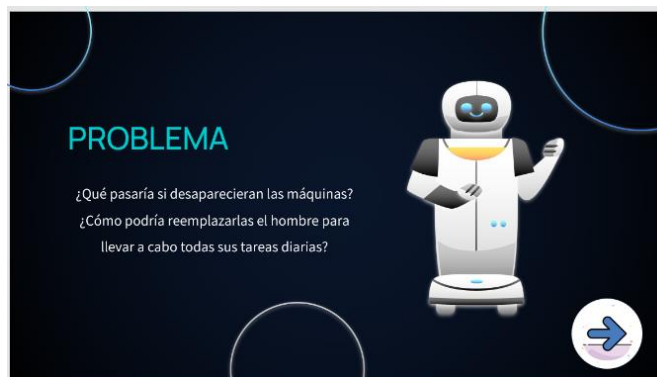 PROBLEMA
¿Qué pasaría si desaparecieran las máquinas?
¿Cómo podría reemplazarlas el hombre para
llevar a cabo todas sus tareas diarias?